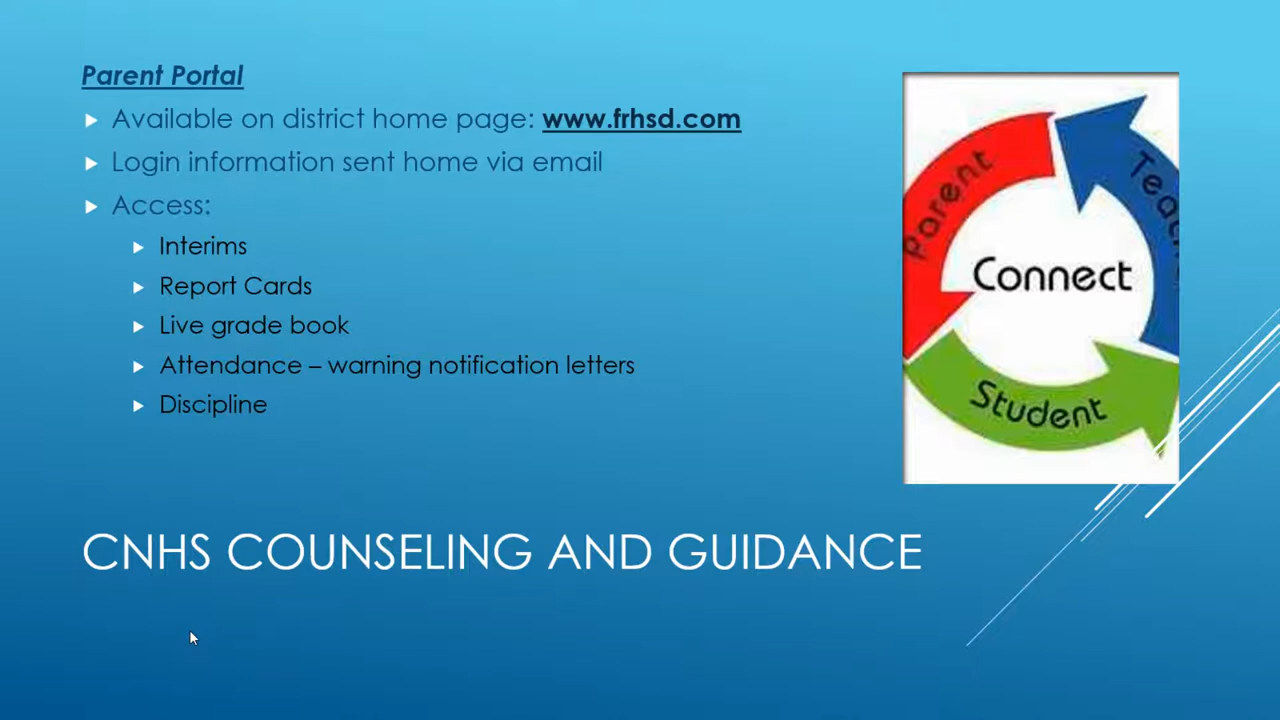 Parent Portal
Available on district home page: www.frhsd.com
Login information sent home via email
Access:
Interims
Report Cards
Live grade book
Attendance – warning notification letters
Discipline
Parent
Connect
Student
CNHS COUNSELING AND GUIDANCE